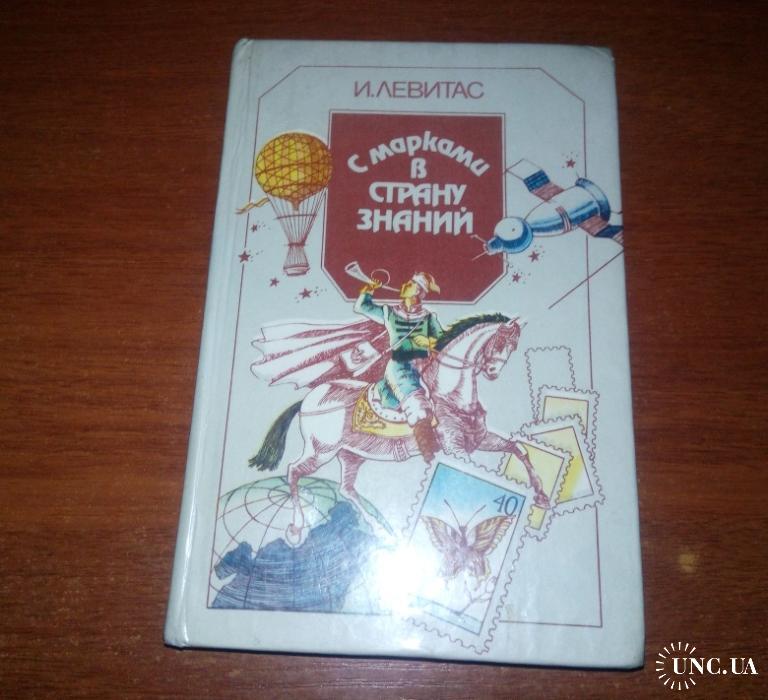 И.ЛЕВИТАС
С марками
в
СТРАНУ
ЗНАНИЙ
40
UNC.UA